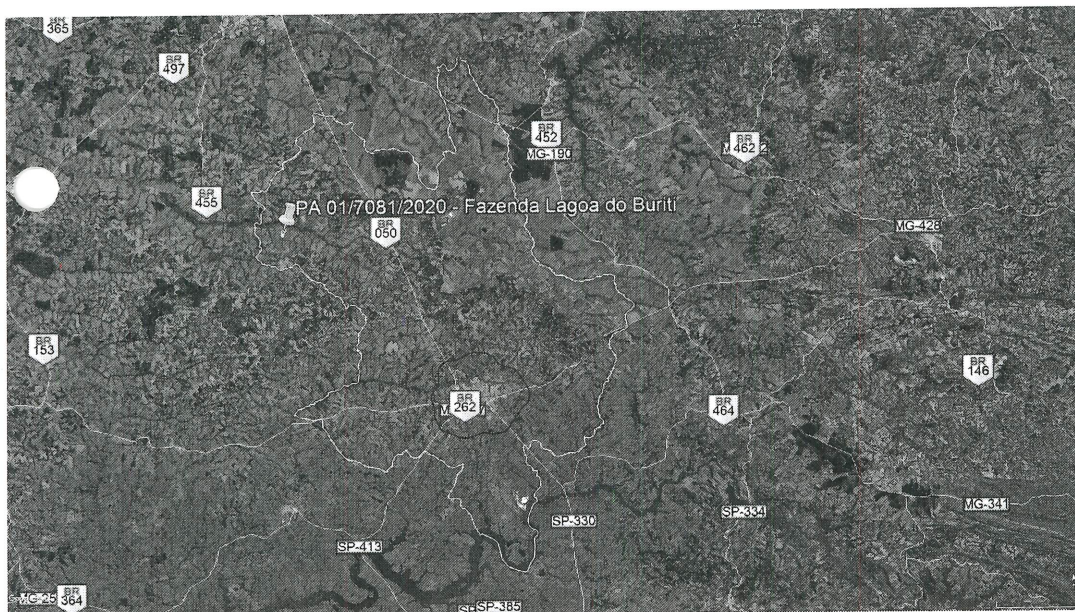 BR
365
BR
497
BR
452
MG-190
BR
462
BR
455
PA 01/7081/2020 - Fazenda Lagoa do Buriti
BR
050
MG-428
BR
153
BR
146
BR
262
BR
464
MG-341
SP-334
SP-330
SP-413
BR
364
SP-385